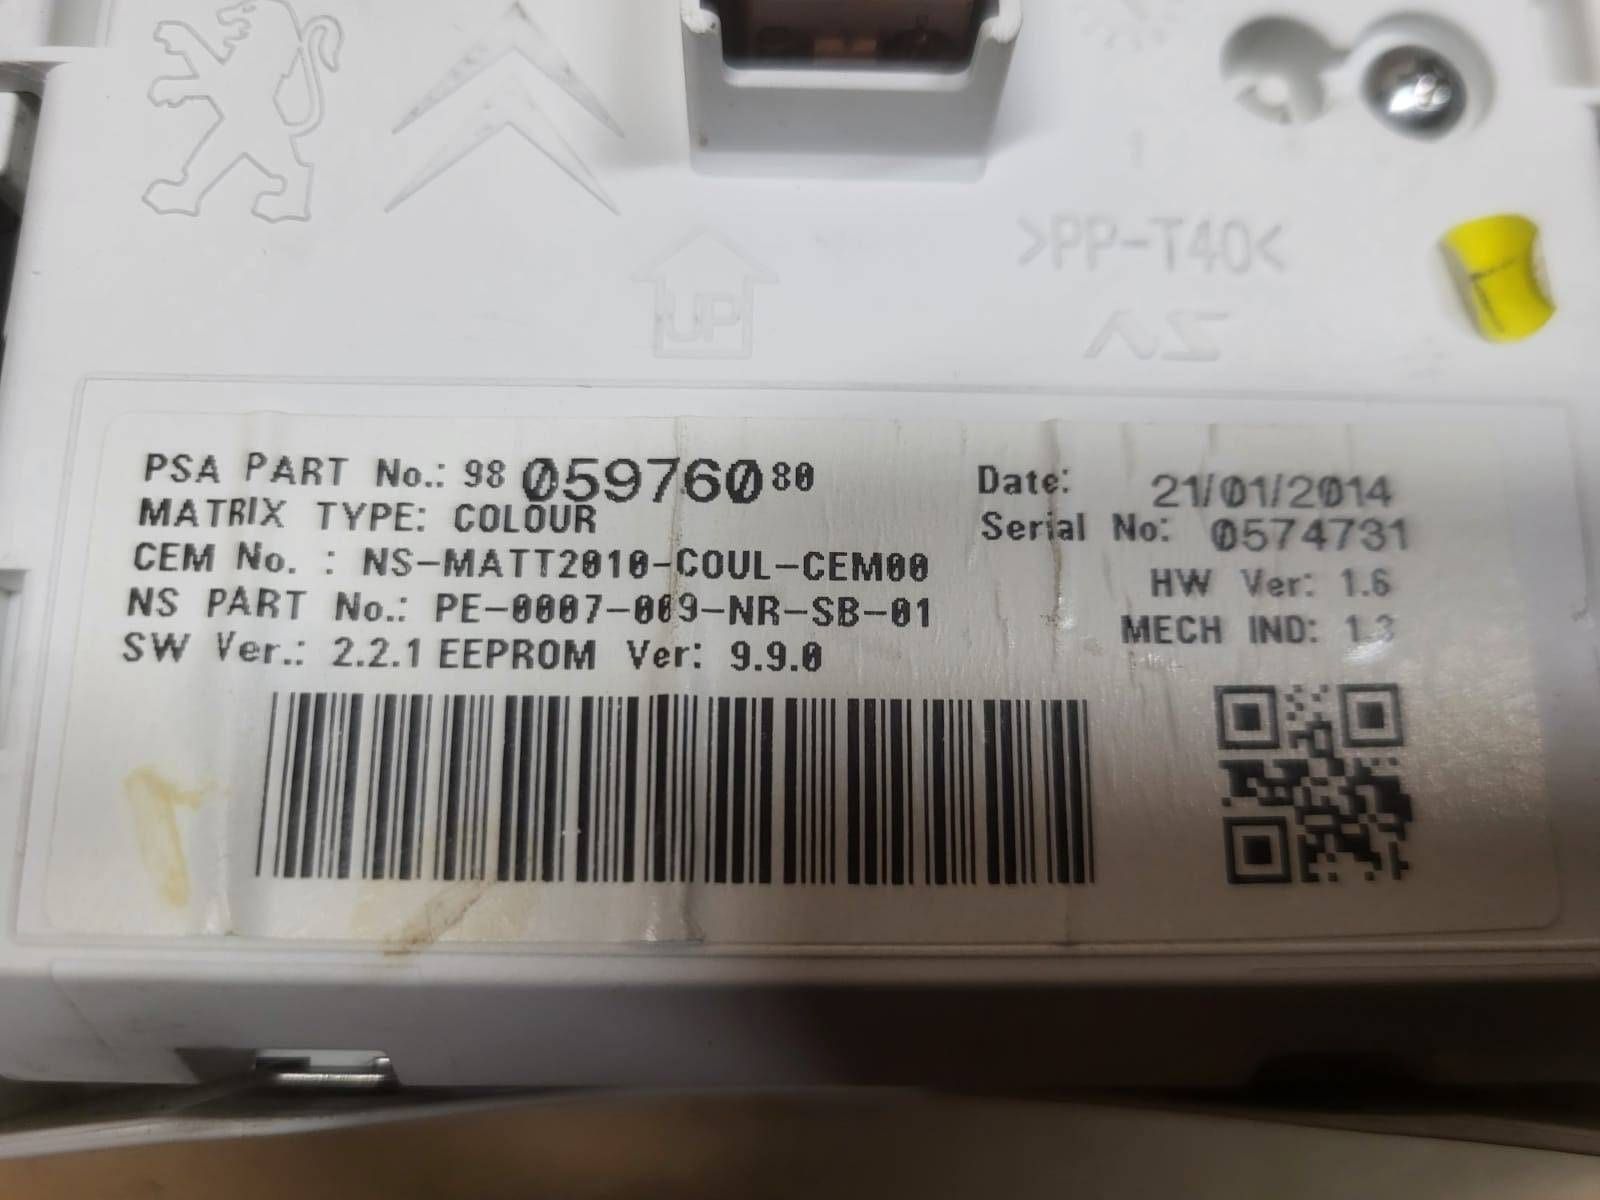 >PP-T40<
UP
PSA PART No.: 98 059760 80
MATRIX TYPE: COLOUR
CEM No. : NS-MATT2010-COUL-CEM00
NS PART No.: PE-0007-009-NR-SB-01
SW Ver.: 2.2.1 EEPROM Ver: 9.9.0
Date: 21/01/2014
Serial No: 0574731
HW Ver: 1.6
MECH IND: 1.3